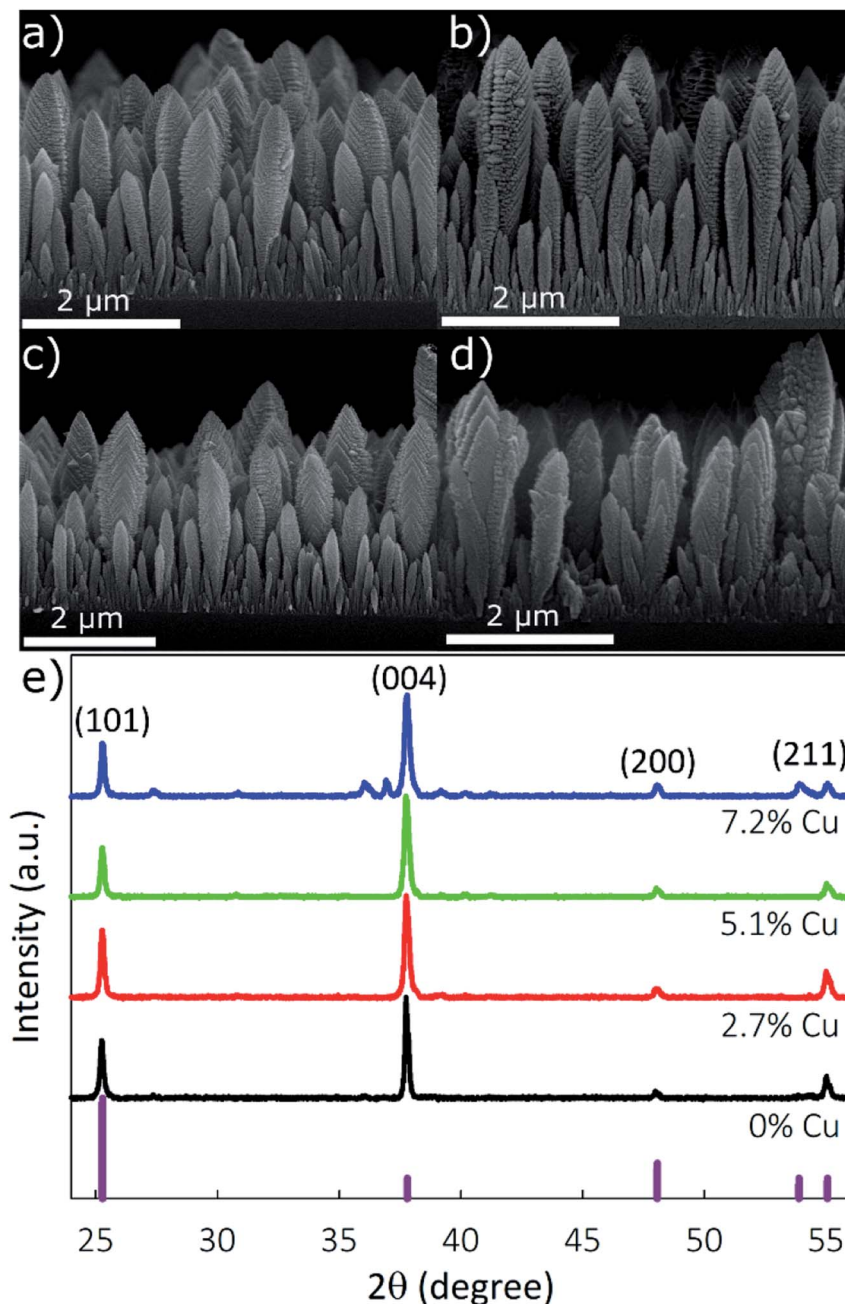 a)
b)
2 μm
2 μm
c)
d)
2 μm
2 μm
e)
(101)
(004)
(200)
(211)
7.2% Cu
5.1% Cu
2.7% Cu
0% Cu
Intensity (a.u.)
25 30 35 40 45 50 55
2θ (degree)